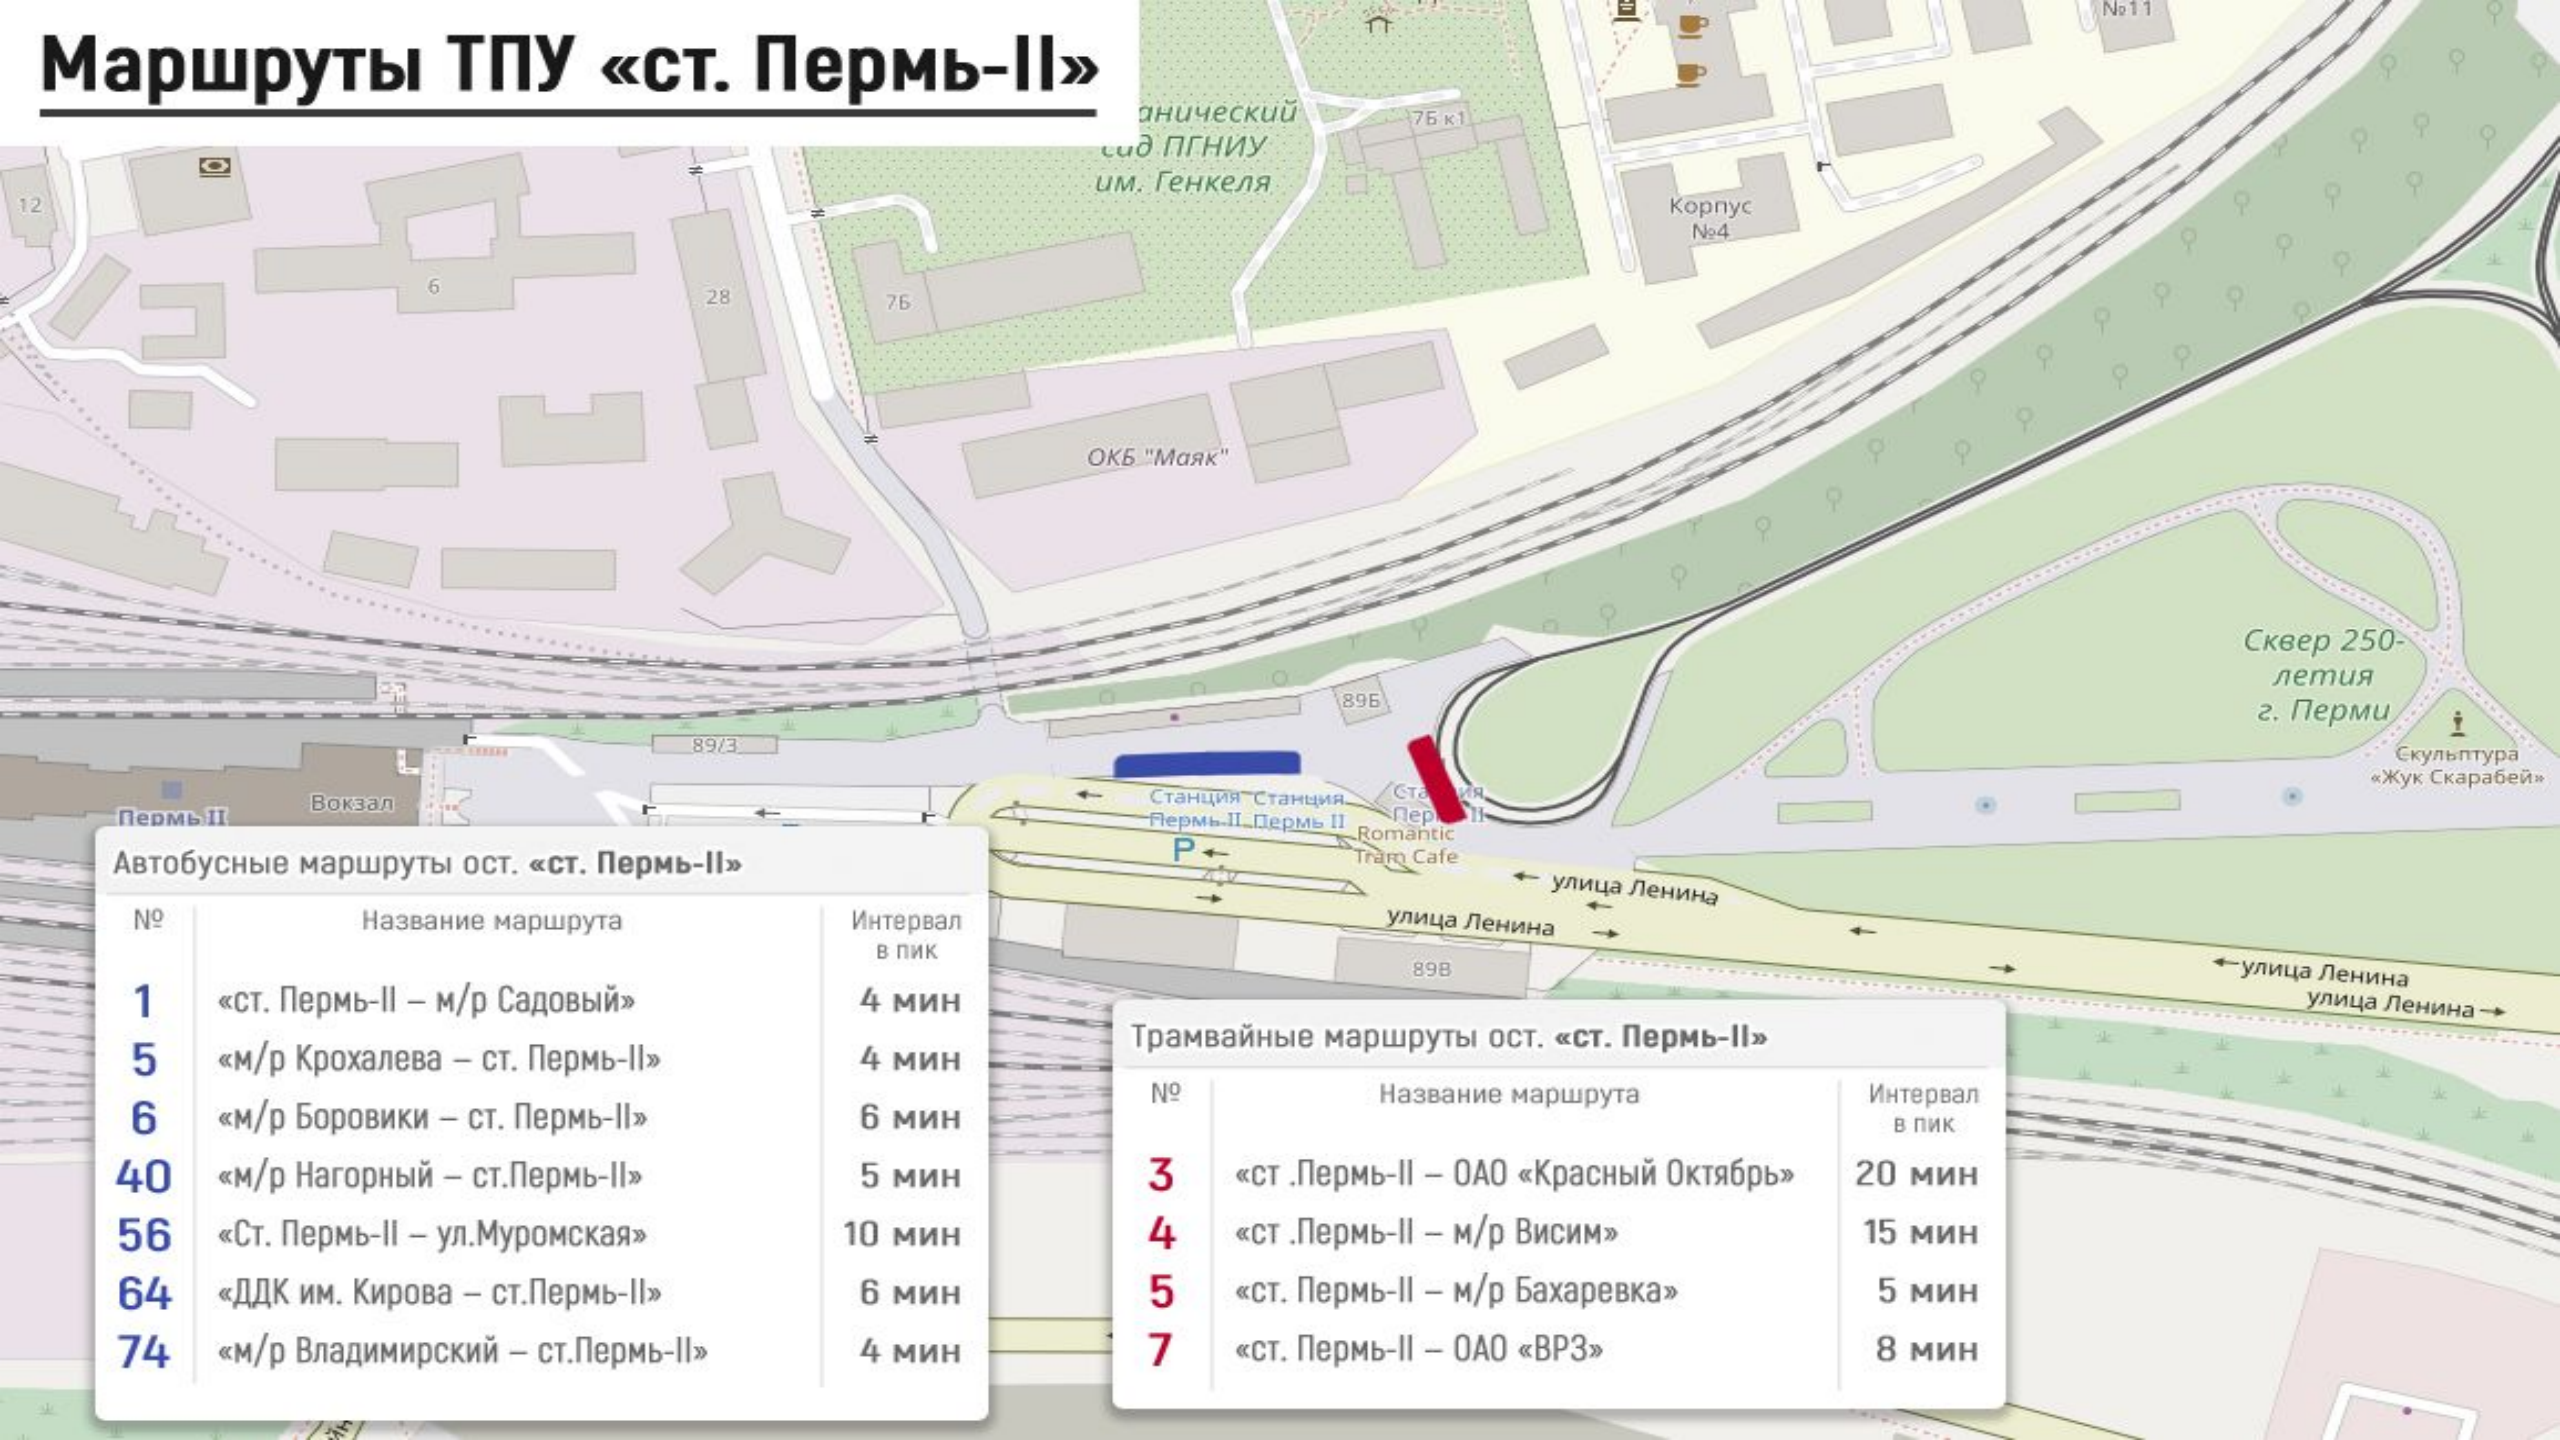 Маршруты ТПУ «ст. Пермь-II»
№11
анический
сад ПГНИУ
им. Генкеля
7Б к1
12
Корпус
№4
6
28
7Б
ОКБ "Маяк"
Сквер 250-
летия
г. Перми
89Б
89/3
Скульптура
«Жук Скарабей»
Вокзал
Пермь II
Станция Станция
Пермь II Пермь II
P
Romantic
Tram Cafe
улица Ленина
улица Ленина
89В
улица Ленина
улица Ленина
Автобусные маршруты ост. «ст. Пермь-II»
№ Название маршрута Интервал
в пик
1 «ст. Пермь-II – м/р Садовый» 4 мин
5 «м/р Крохалева – ст. Пермь-II» 4 мин
6 «м/р Боровики – ст. Пермь-II» 6 мин
40 «м/р Нагорный – ст.Пермь-II» 5 мин
56 «Ст. Пермь-II – ул.Муромская» 10 мин
64 «ДДК им. Кирова – ст.Пермь-II» 6 мин
74 «м/р Владимирский – ст.Пермь-II» 4 мин
Трамвайные маршруты ост. «ст. Пермь-II»
№ Название маршрута Интервал
в пик
3 «ст .Пермь-II – ОАО «Красный Октябрь» 20 мин
4 «ст .Пермь-II – м/р Висим» 15 мин
5 «ст. Пермь-II – м/р Бахаревка» 5 мин
7 «ст. Пермь-II – ОАО «ВРЗ» 8 мин